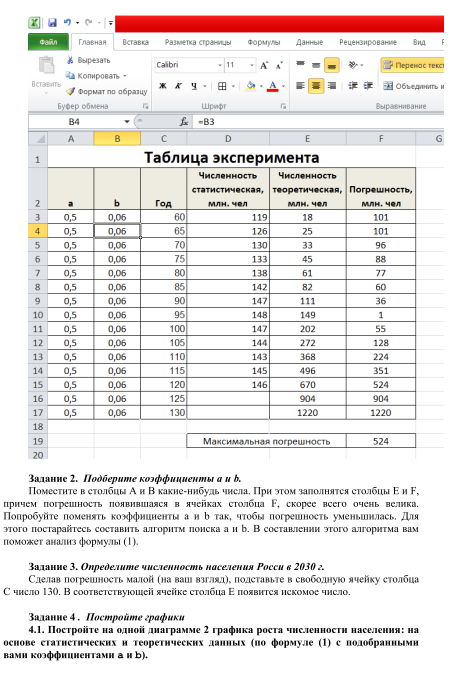 Файл Главная Вставка Разметка страницы Формулы Данные Рецензирование Вид
Вставить
Вырезать
Копировать
Формат по образцу
Буфер обмена
Calibri 11
Ж К Ч
Шрифт
Перенос текст
Объединить и
Выравнивание
B4 fx =B3
A B C D E F G
1 Таблица эксперимента
2 a b Год Численность статистическая, млн. чел Численность теоретическая, млн. чел Погрешность, млн. чел
3 0,5 0,06 60 119 18 101
4 0,5 0,06 65 126 25 101
5 0,5 0,06 70 130 33 96
6 0,5 0,06 75 133 45 88
7 0,5 0,06 80 138 61 77
8 0,5 0,06 85 142 82 60
9 0,5 0,06 90 147 111 36
10 0,5 0,06 95 148 149 1
11 0,5 0,06 100 147 202 55
12 0,5 0,06 105 144 272 128
13 0,5 0,06 110 143 368 224
14 0,5 0,06 115 145 496 351
15 0,5 0,06 120 146 670 524
16 0,5 0,06 125 904 904
17 0,5 0,06 130 1220 1220
18
19 Максимальная погрешность 524
20
Задание 2. Подберите коэффициенты a и b.
Поместите в столбцы А и В какие-нибудь числа. При этом заполнятся столбцы Е и F,
причем погрешность появившаяся в ячейках столбца F, скорее всего очень велика.
Попробуйте поменять коэффициенты a и b так, чтобы погрешность уменьшилась. Для
этого постарайтесь составить алгоритм поиска a и b. В составлении этого алгоритма вам
поможет анализ формулы (1).
Задание 3. Определите численность населения Росси в 2030 г.
Сделав погрешность малой (на ваш взгляд), подставьте в свободную ячейку столбца
С число 130. В соответствующей ячейке столбца Е появится искомое число.
Задание 4 . Постройте графики
4.1. Постройте на одной диаграмме 2 графика роста численности населения: на
основе статистических и теоретических данных (по формуле (1) с подобранными
вами коэффициентами a и b).